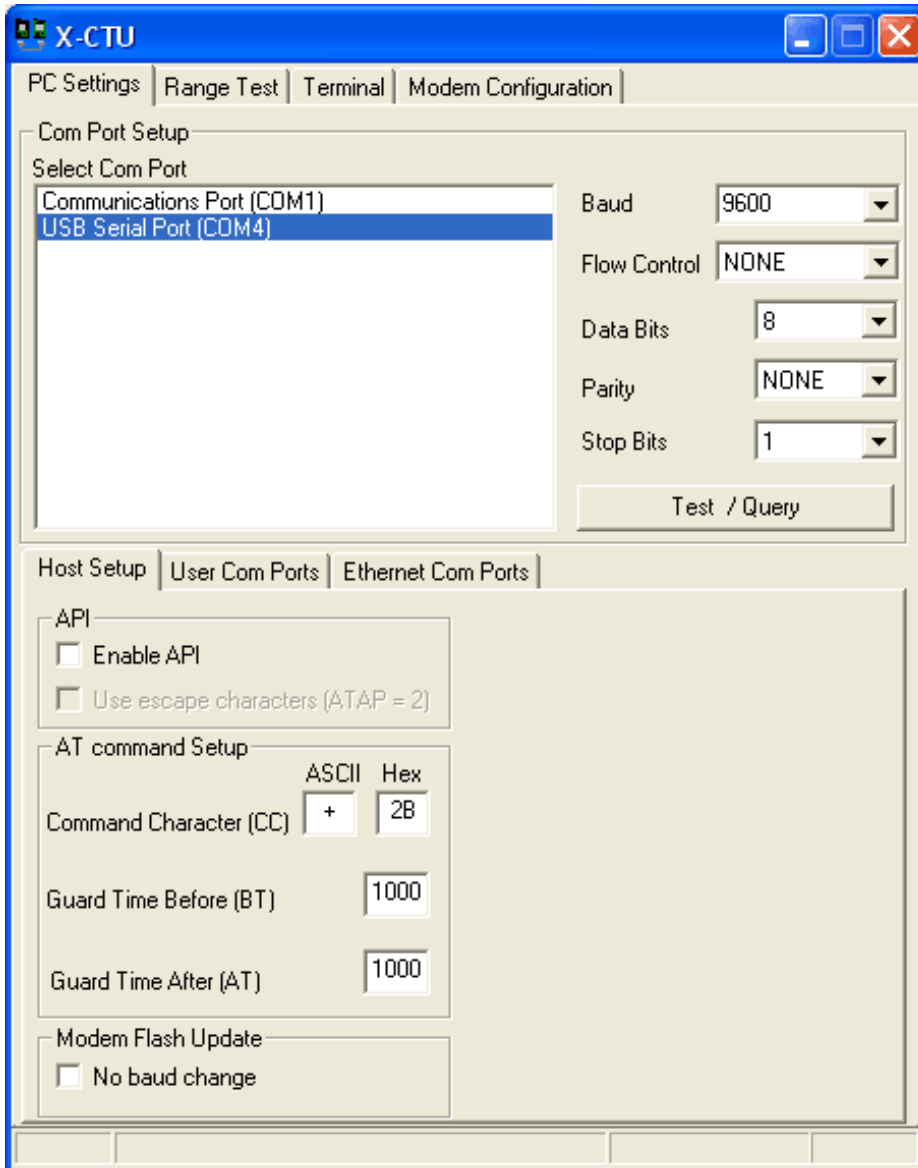 X-CTU
PC Settings Range Test Terminal Modem Configuration
Com Port Setup
Select Com Port
Communications Port (COM1)
USB Serial Port (COM4)
Baud 9600
Flow Control NONE
Data Bits 8
Parity NONE
Stop Bits 1
Test / Query
Host Setup User Com Ports Ethernet Com Ports
API
Enable API
Use escape characters (ATAP = 2)
AT command Setup
ASCII Hex
Command Character (CC) + 2B
Guard Time Before (BT) 1000
Guard Time After (AT) 1000
Modem Flash Update
No baud change